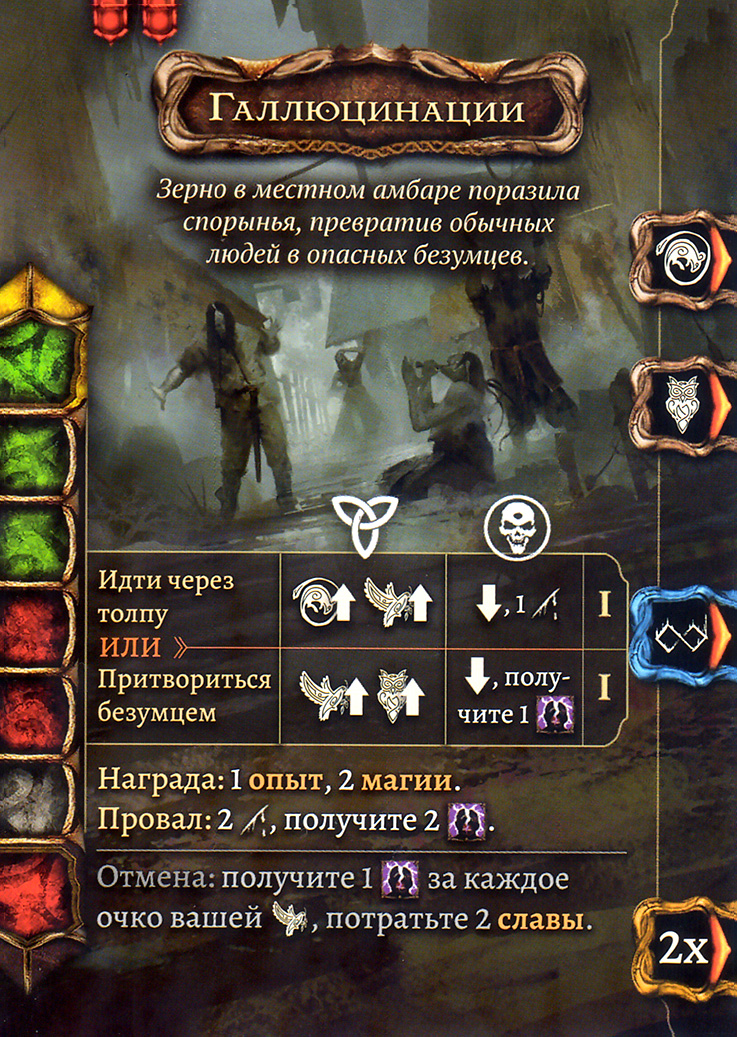 Галлюцинации
Зерно в местном амбаре поразила
спорынья, превратив обычных
людей в опасных безумцев.
Идти через
толпу
, 1
I
ИЛИ
Притвориться
безумцем
, полу-
чите 1
I
Награда: 1 опыт, 2 магии.
Провал: 2 , получите 2 .
Отмена: получите 1 за каждое
очко вашей , потратьте 2 славы.
2x